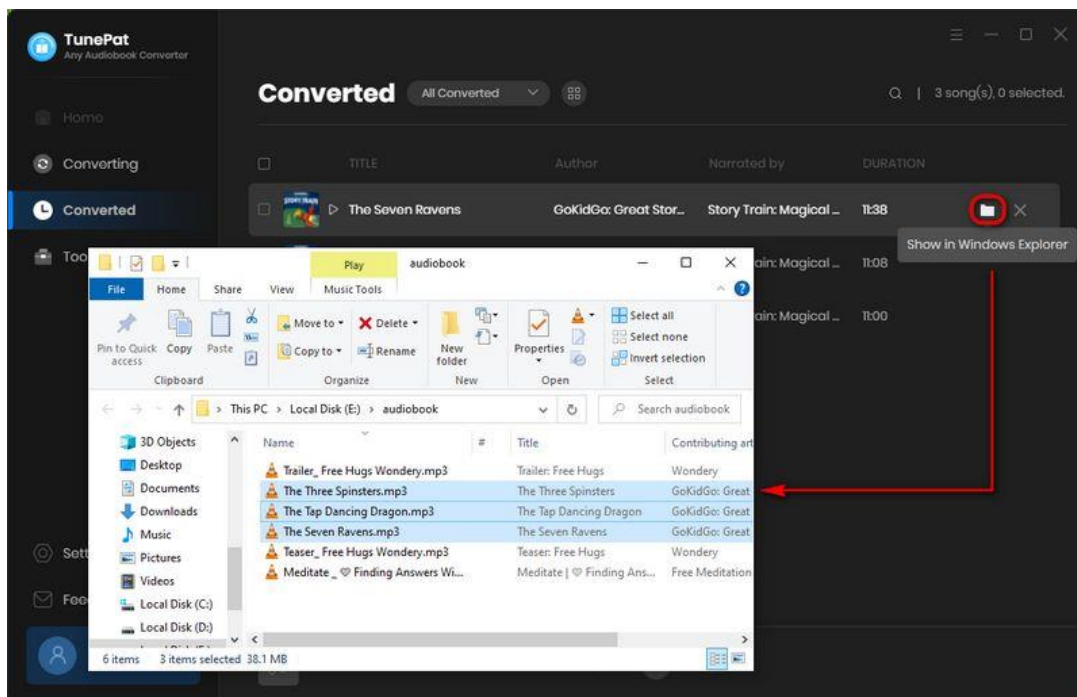 TunePat
Any Audiobook Converter
Converted
All Converted
3 song(s), 0 selected.
Home
Converting
TITLE Author Narrated by DURATION
Converted
The Seven Ravens GoKidGo: Great Stor... Story Train: Magical ... 11:38
Show in Windows Explorer
Too
Play audiobook
ain: Magical ... 11:08
File Home Share View Music Tools
Move to Delete Select all
ain: Magical ... 11:00
Select none
Pin to Quick access Copy Paste Copy to Rename New folder Properties Invert selection
Clipboard Organize New Open Select
This PC > Local Disk (E:) > audiobook Search audiobook
3D Objects Name # Title Contributing art
Desktop Trailer_ Free Hugs Wondery.mp3 Trailer: Free Hugs Wondery
Documents The Three Spinsters.mp3 The Three Spinsters GoKidGo: Great
Downloads The Tap Dancing Dragon.mp3 The Tap Dancing Dragon GoKidGo: Great
Music The Seven Ravens.mp3 The Seven Ravens GoKidGo: Great
Sett
Pictures Teaser_ Free Hugs Wondery.mp3 Teaser: Free Hugs Wondery
Videos Meditate _ ♡ Finding Answers Wi... Meditate | ♡ Finding Ans... Free Meditation
Fee
Local Disk (C:)
Local Disk (D:)
6 items 3 items selected 38.1 MB